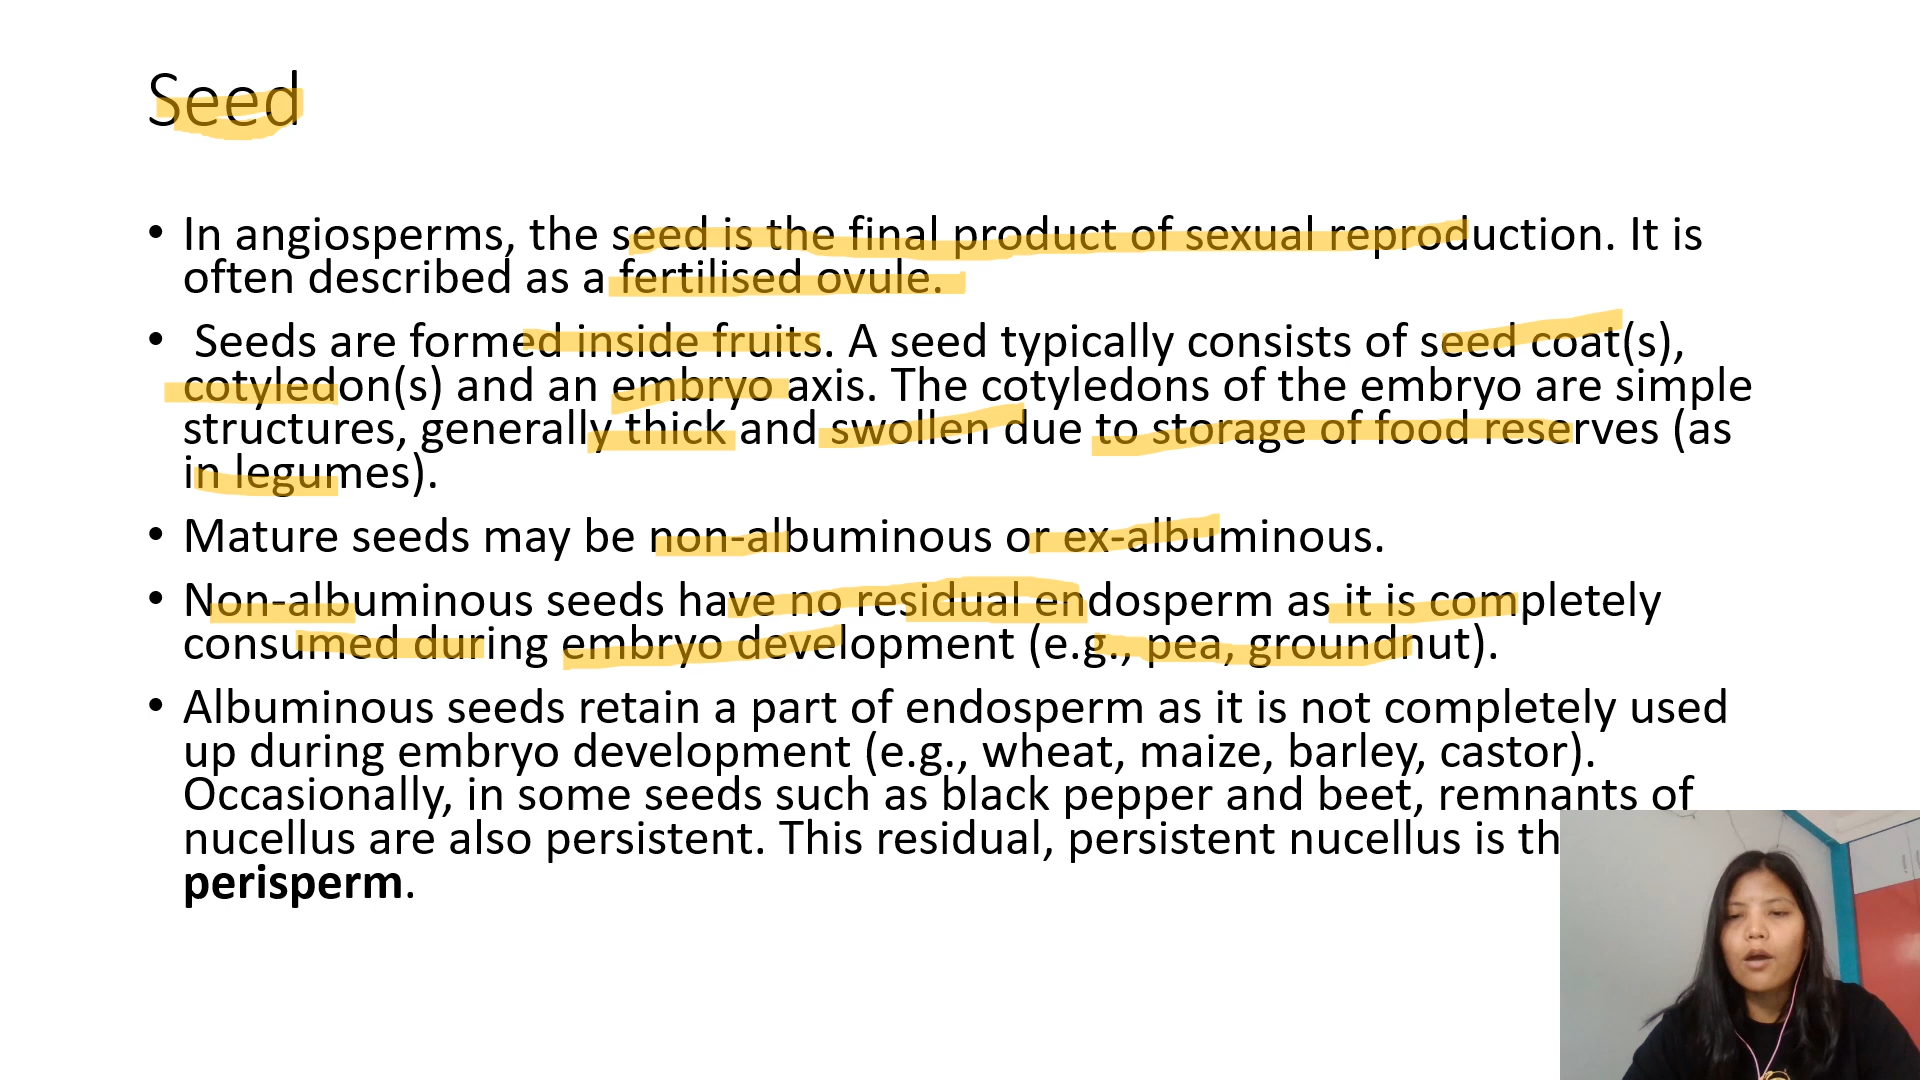 Seed
• In angiosperms, the seed is the final product of sexual reproduction. It is
often described as a fertilised ovule.
• Seeds are formed inside fruits. A seed typically consists of seed coat(s),
cotyledon(s) and an embryo axis. The cotyledons of the embryo are simple
structures, generally thick and swollen due to storage of food reserves (as
in legumes).
• Mature seeds may be non-albuminous or ex-albuminous.
• Non-albuminous seeds have no residual endosperm as it is completely
consumed during embryo development (e.g., pea, groundnut).
• Albuminous seeds retain a part of endosperm as it is not completely used
up during embryo development (e.g., wheat, maize, barley, castor).
Occasionally, in some seeds such as black pepper and beet, remnants of
nucellus are also persistent. This residual, persistent nucellus is
perisperm.